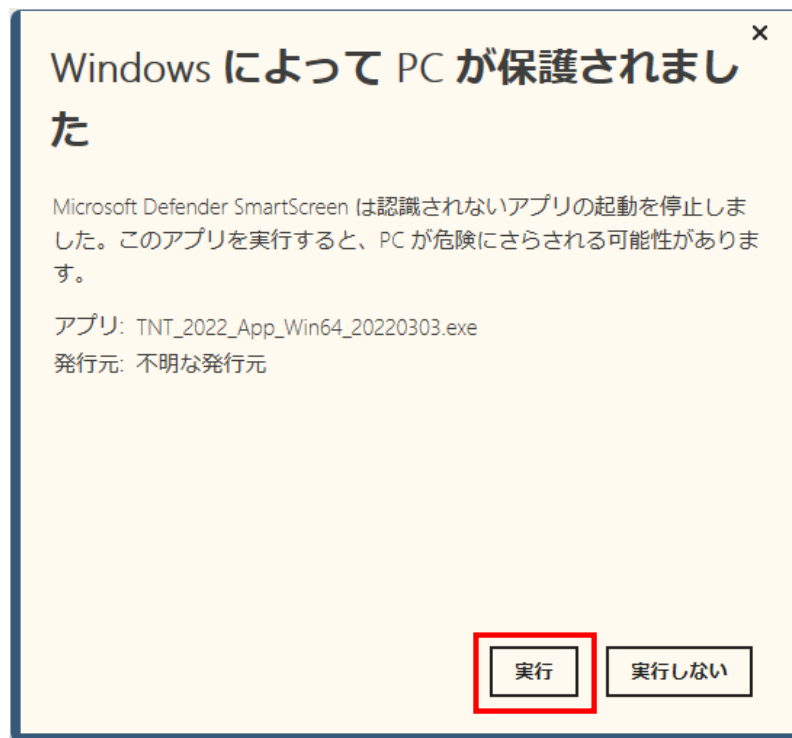 ×
Windows によって PC が保護されまし
た
Microsoft Defender SmartScreen は認識されないアプリの起動を停止しま
した。このアプリを実行すると、PC が危険にさらされる可能性がありま
す。
アプリ: TNT_2022_App_Win64_20220303.exe
発行元: 不明な発行元
実行 実行しない